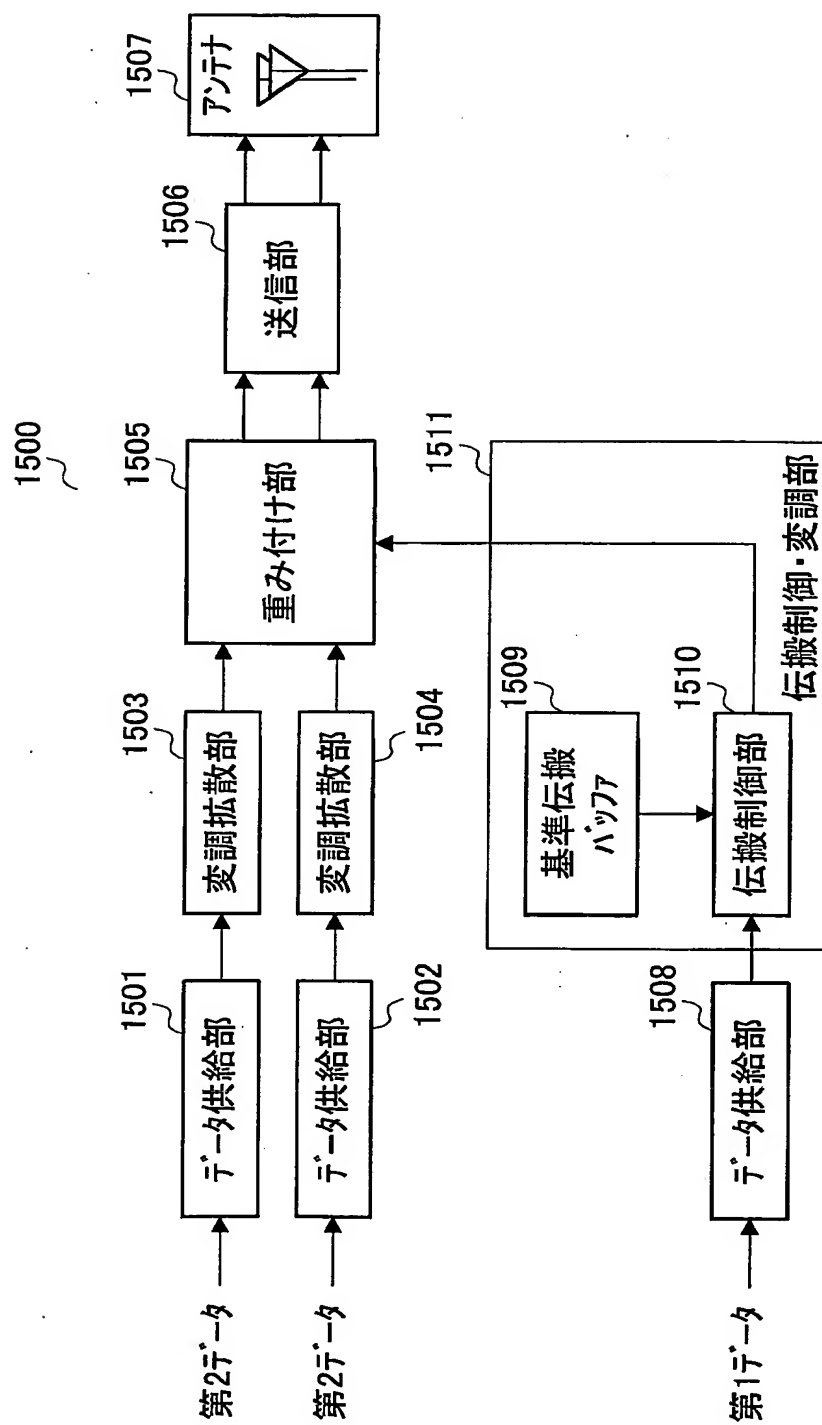 1500
第2データ
第2データ
1501
データ供給部
1502
データ供給部
1503
変調拡散部
1504
変調拡散部
1505
重み付け部
1506
送信部
1507
アンテナ
第1データ
1508
データ供給部
1509
基準伝搬
バッファ
1510
伝搬制御部
1511
伝搬制御・変調部